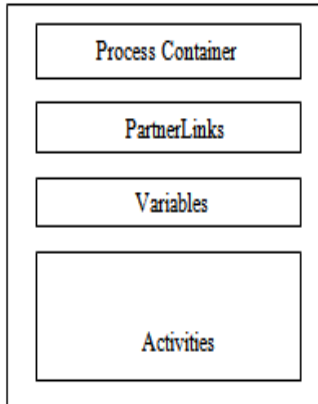 Process Container
PartnerLinks
Variables
Activities